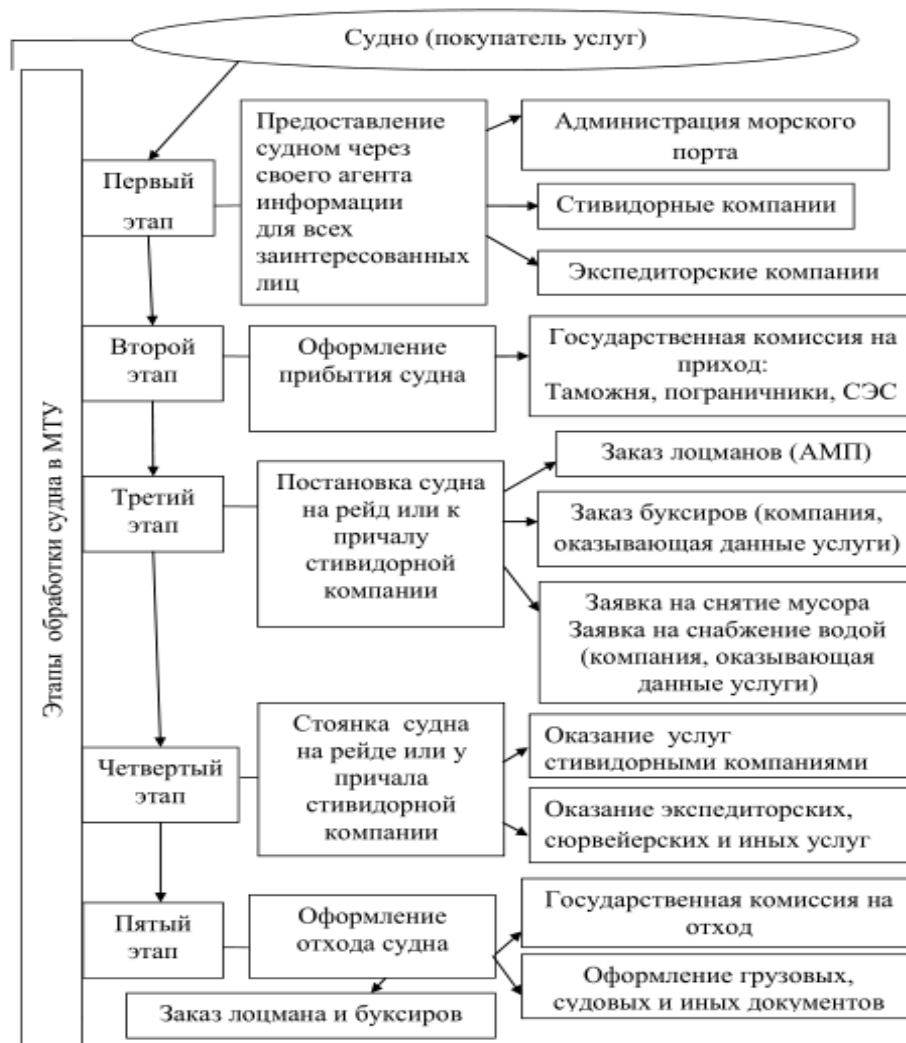 Судно (покупатель услуг)
Этапы обработки судна в МТУ
Первый
этап
Предоставление
судном через
своего агента
информации
для всех
заинтересованных
лиц
Администрация морского
порта
Стивидорные компании
Экспедиторские компании
Второй
этап
Оформление
прибытия судна
Государственная комиссия на
приход:
Таможня, пограничники, СЭС
Третий
этап
Постановка судна
на рейд или к
причалу
стивидорной
компании
Заказ лоцманов (АМП)
Заказ буксиров (компания,
оказывающая данные услуги)
Заявка на снятие мусора
Заявка на снабжение водой
(компания, оказывающая
данные услуги)
Четвертый
этап
Стоянка судна
на рейде или у
причала
стивидорной
компании
Оказание услуг
стивидорными компаниями
Оказание экспедиторских,
сюрвейерских и иных услуг
Пятый
этап
Оформление
отхода судна
Государственная комиссия на
отход
Оформление грузовых,
судовых и иных документов
Заказ лоцмана и буксиров